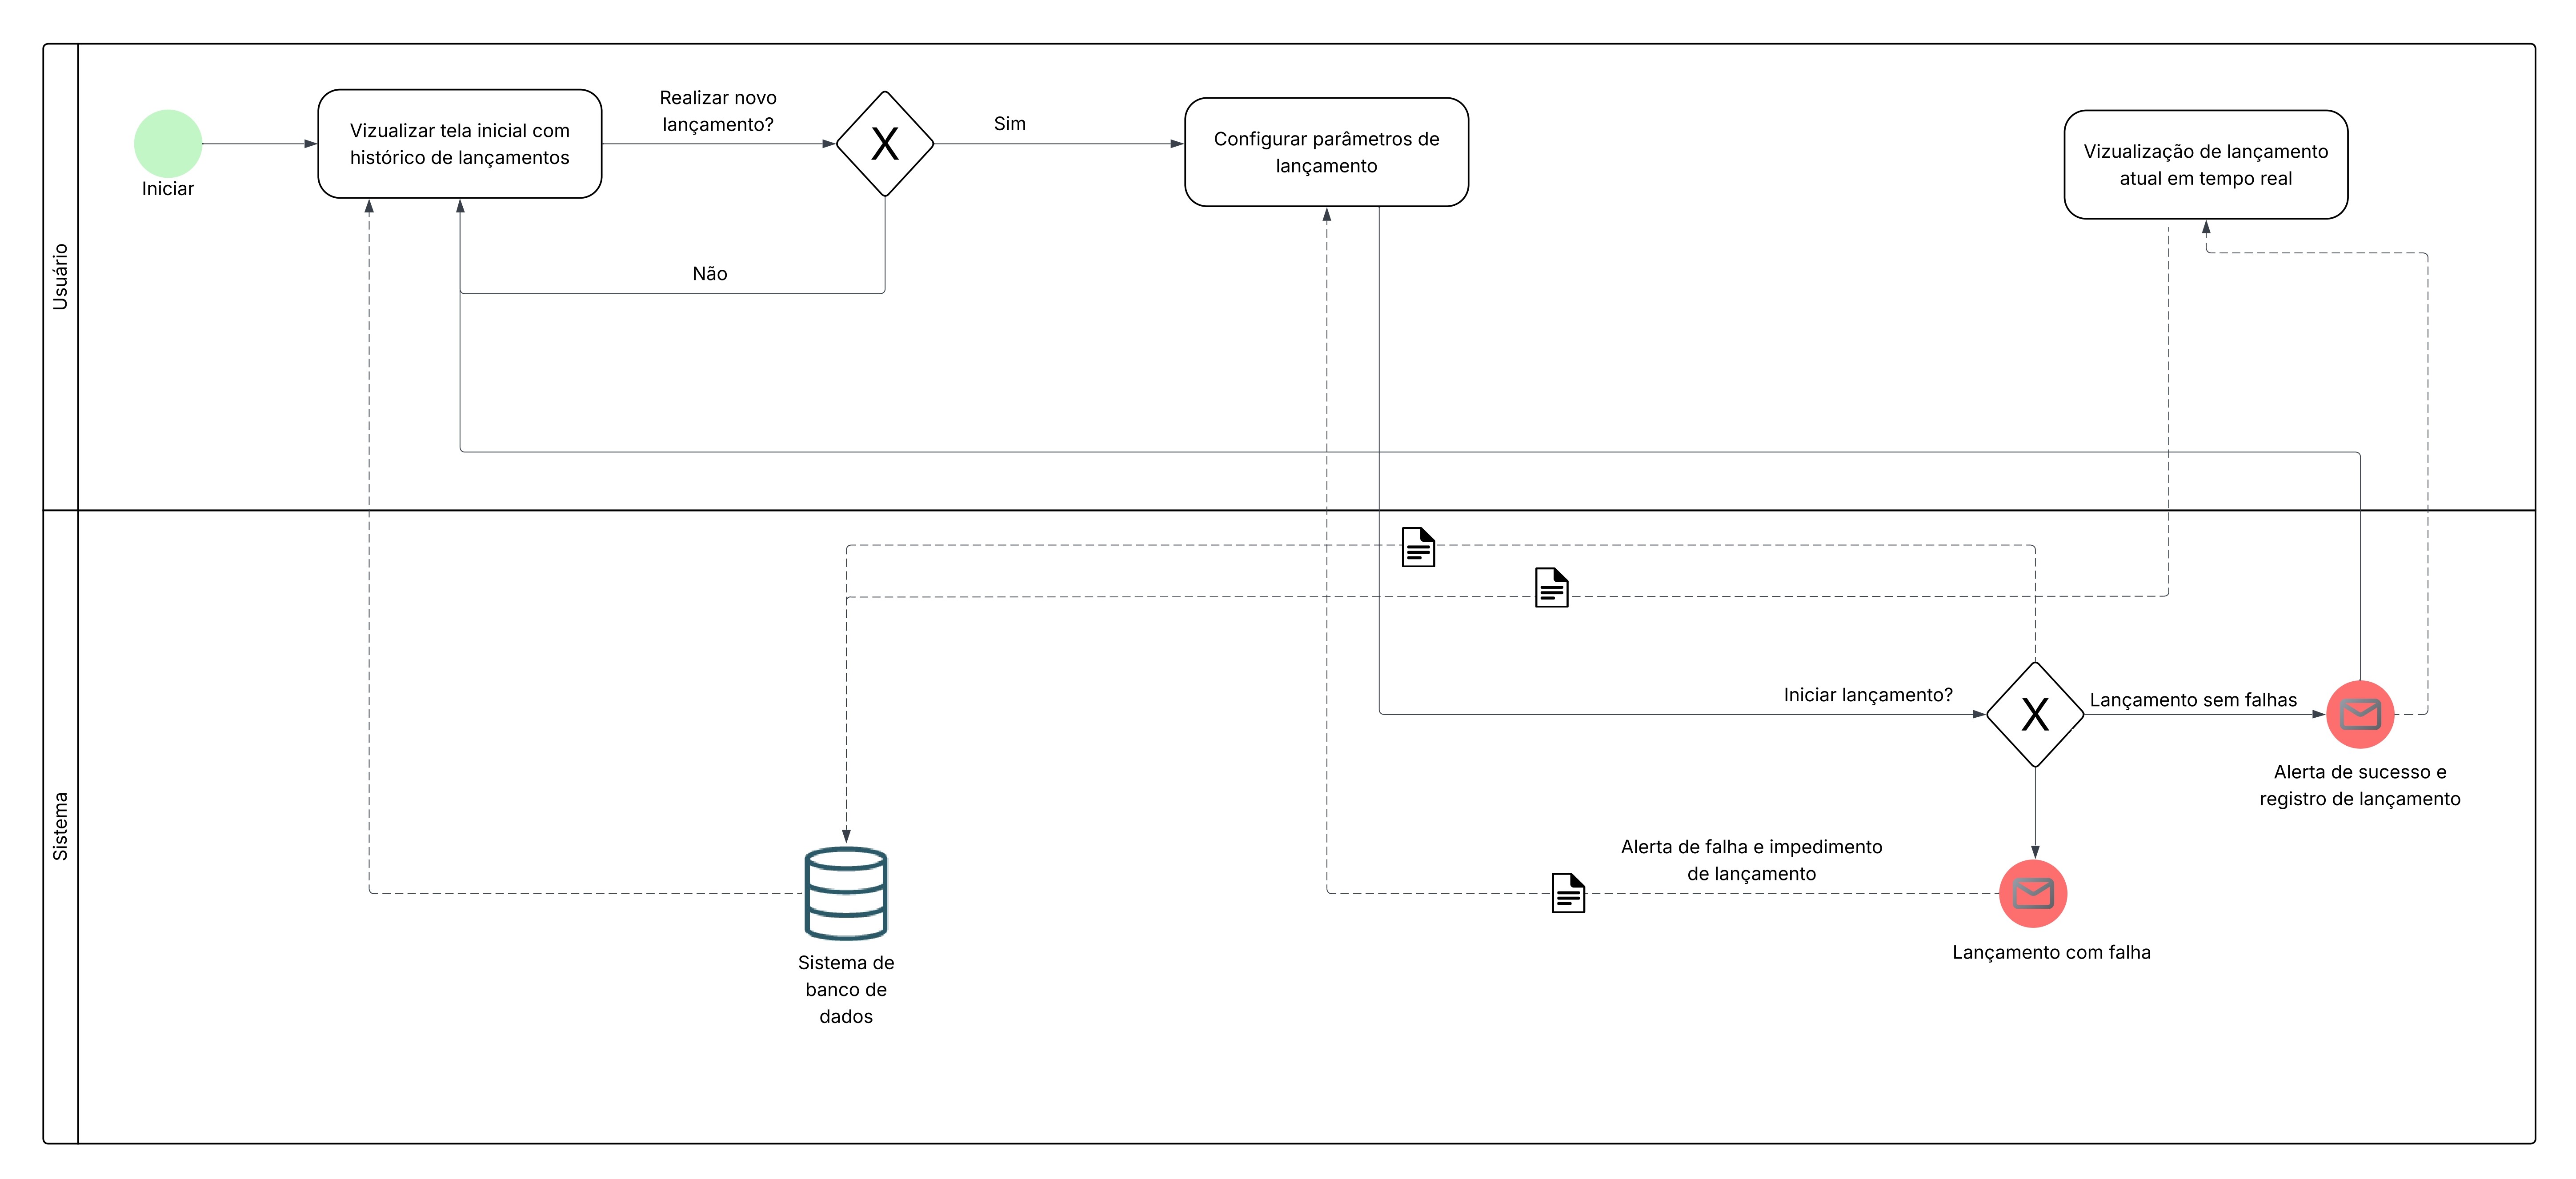 Usuário
Iniciar
Vizualizar tela inicial com
histórico de lançamentos
Realizar novo
lançamento?
X
Sim
Não
Configurar parâmetros de
lançamento
Vizualização de lançamento
atual em tempo real
Sistema
Iniciar lançamento?
X
Lançamento sem falhas
Alerta de sucesso e
registro de lançamento
Alerta de falha e impedimento
de lançamento
Lançamento com falha
Sistema de
banco de
dados